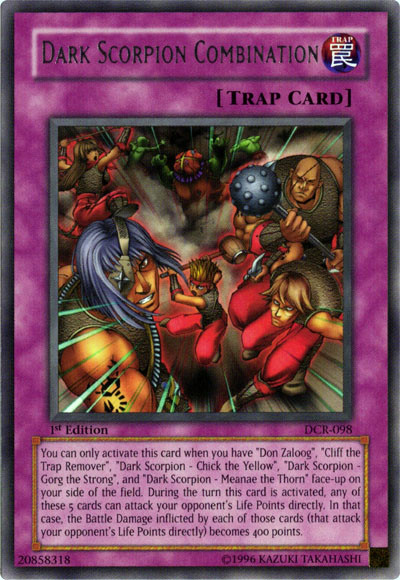 DARK SCORPION COMBINATION
TRAP
罠
[TRAP CARD]
1st Edition
DCR-098
You can only activate this card when you have "Don Zaloog", "Cliff the
Trap Remover", "Dark Scorpion - Chick the Yellow", "Dark Scorpion -
Gorg the Strong", and "Dark Scorpion - Meanae the Thorn" face-up on
your side of the field. During the turn this card is activated, any of
these 5 cards can attack your opponent's Life Points directly. In that
case, the Battle Damage inflicted by each of those cards (that attack
your opponent's Life Points directly) becomes 400 points.
20858318
©1996 KAZUKI TAKAHASHI